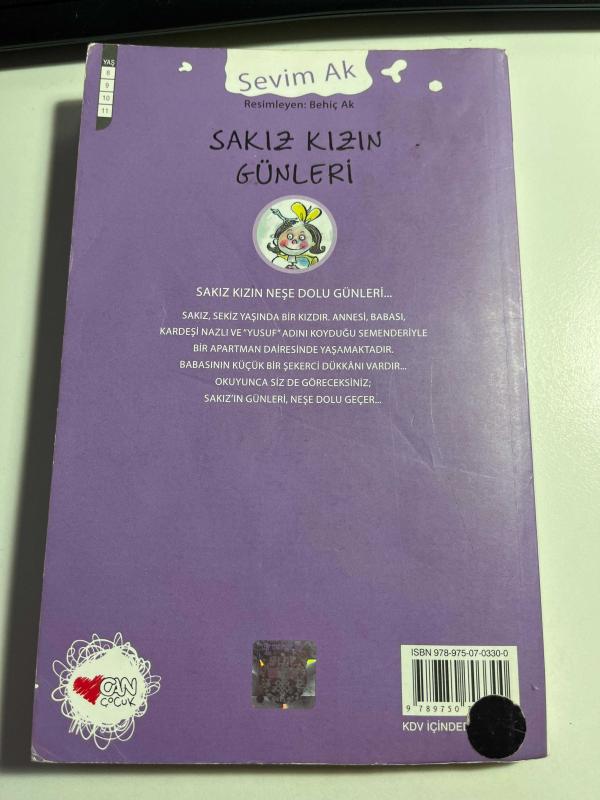 YAŞ
8
9
10
11
Sevim Ak
Resimleyen: Behiç Ak
SAKIZ KIZIN
GÜNLERİ
SAKIZ KIZIN NEŞE DOLU GÜNLERİ...
SAKIZ, SEKİZ YAŞINDA BİR KIZDIR. ANNESİ, BABASI,
KARDEŞİ NAZLI VE "YUSUF" ADINI KOYDUĞU SEMENDERİYLE
BİR APARTMAN DAİRESİNDE YAŞAMAKTADIR.
BABASININ KÜÇÜK BİR ŞEKERCİ DÜKKÂNI VARDIR...
OKUYUNCA SİZ DE GÖRECEKSİNİZ;
SAKIZ'IN GÜNLERİ, NEŞE DOLU GEÇER...
CAN
ÇOCUK
ISBN 978-975-07-0330-0
9 789750
KDV